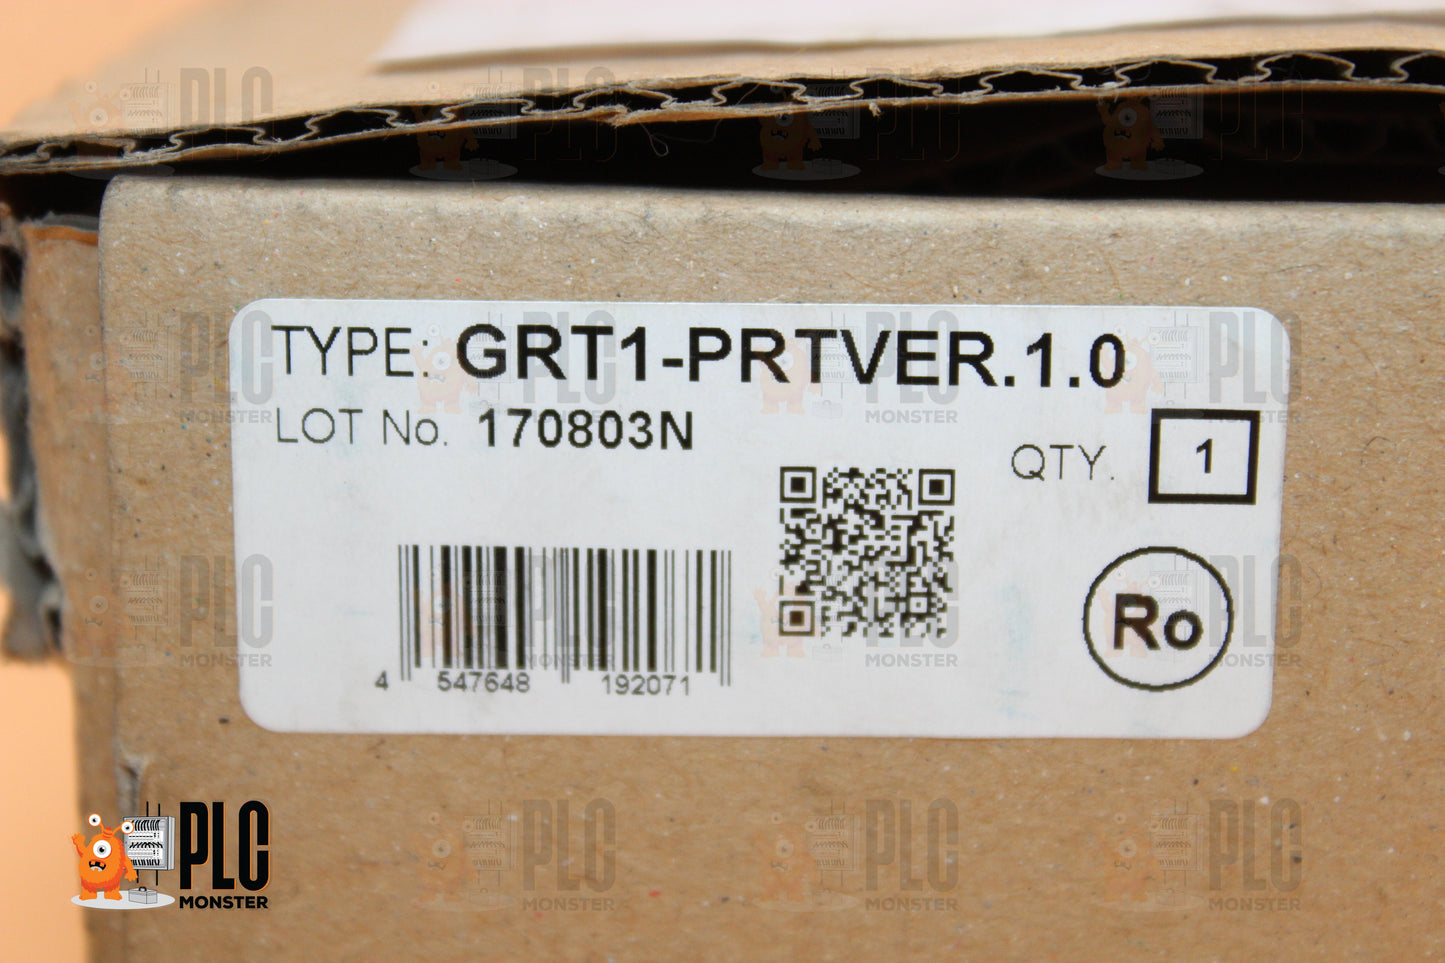 TYPE: GRT1-PRTVER.1.0
LOT No. 170803N
QTY. 1
4 547648 192071
Ro
PLC
MONSTER